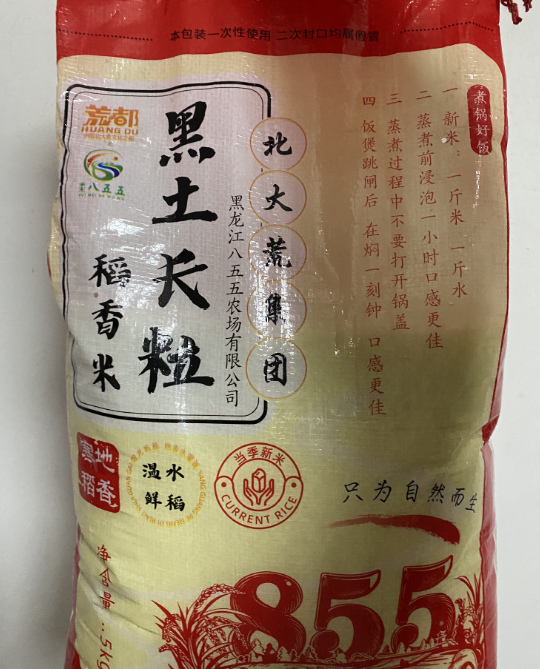 本包装一次性使用 二次封口均属假冒
煮锅好饭
一 新米：一斤米 一斤水
二 蒸煮前浸泡一小时口感更佳
三 蒸煮过程中不要打开锅盖
四 饭煲跳闸后 在焖一刻钟 口感更佳
北大荒集团
黑龙江八五五农场有限公司
黑土长粒
稻香米
荒都
HUANG DU
八五五
寒地
稻香
温水
鲜稻
当季新米
CURRENT RICE
只为自然而生
净含量：5KG
855